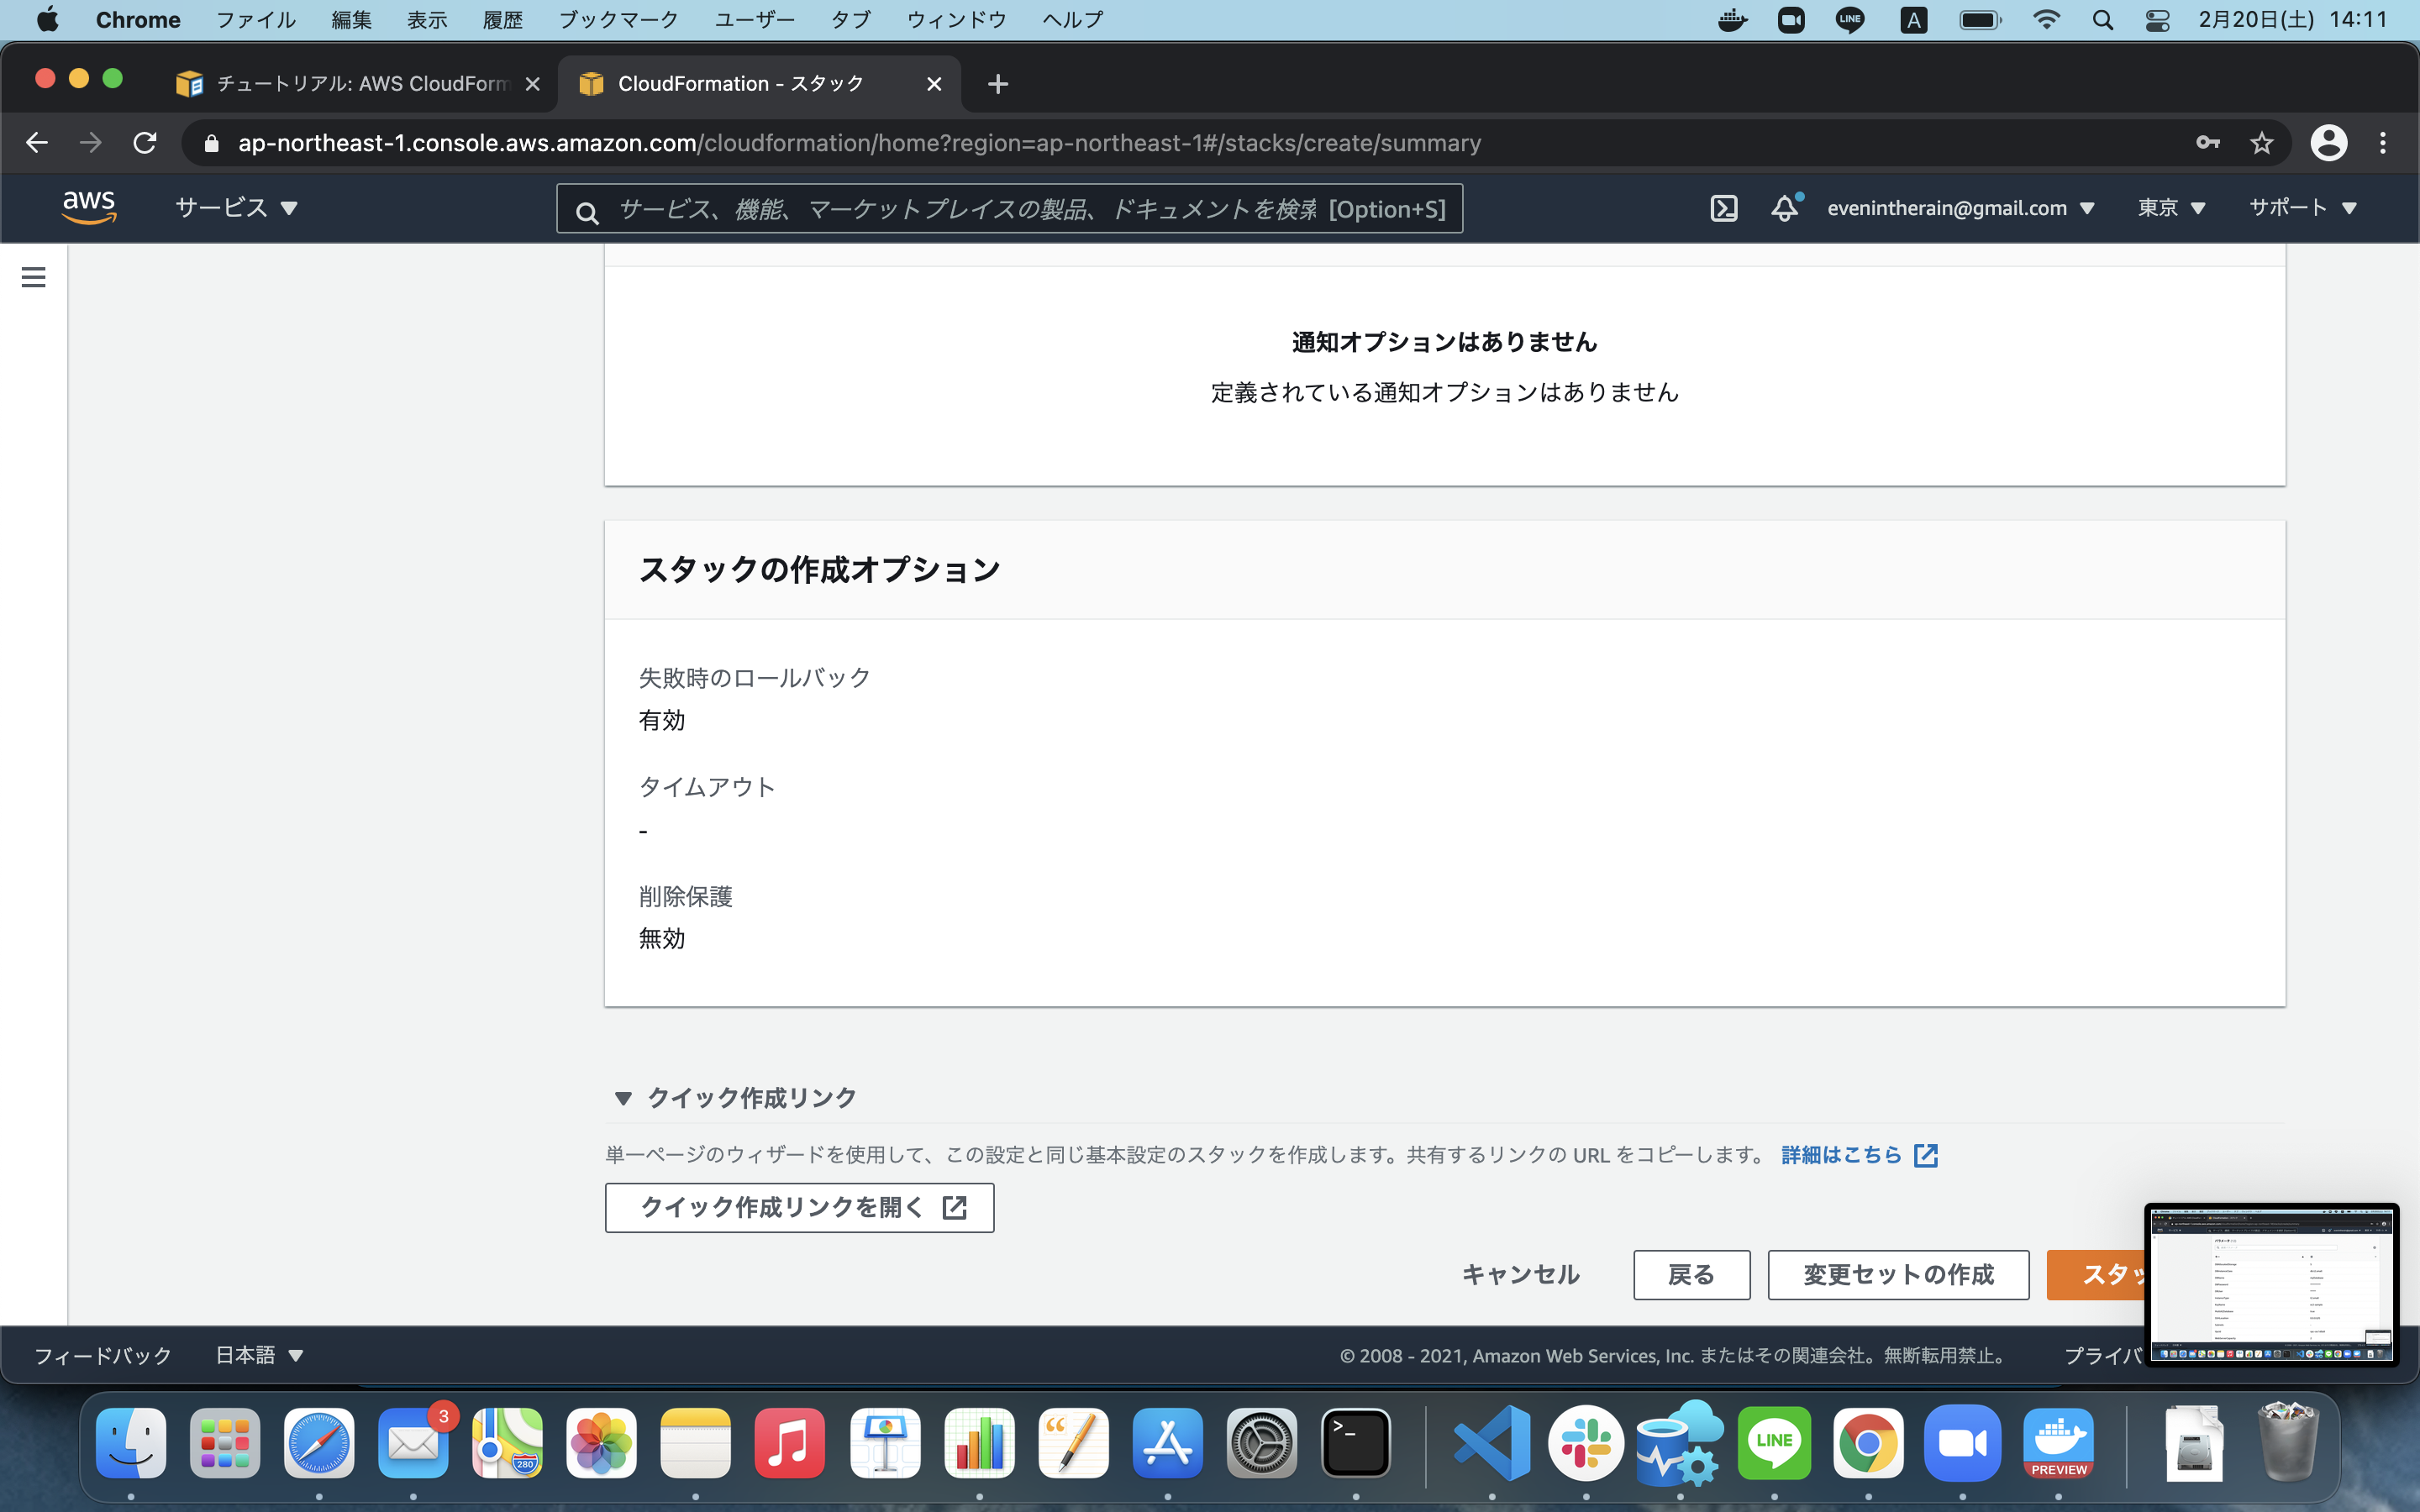 Chrome ファイル 編集 表示 履歴 ブックマーク ユーザー タブ ウィンドウ ヘルプ LINE A 2月20日(土) 14:11
チュートリアル: AWS CloudForm CloudFormation - スタック
ap-northeast-1.console.aws.amazon.com/cloudformation/home?region=ap-northeast-1#/stacks/create/summary
aws サービス サービス、機能、マーケットプレイスの製品、ドキュメントを検索 [Option+S] evenintherain@gmail.com 東京 サポート
通知オプションはありません
定義されている通知オプションはありません
スタックの作成オプション
失敗時のロールバック
有効
タイムアウト
-
削除保護
無効
クイック作成リンク
単一ページのウィザードを使用して、この設定と同じ基本設定のスタックを作成します。共有するリンクの URL をコピーします。 詳細はこちら
クイック作成リンクを開く
キャンセル 戻る 変更セットの作成 スタッ
フィードバック 日本語 © 2008 - 2021, Amazon Web Services, Inc. またはその関連会社。無断転用禁止。 プライバ
3
280
LINE
PREVIEW